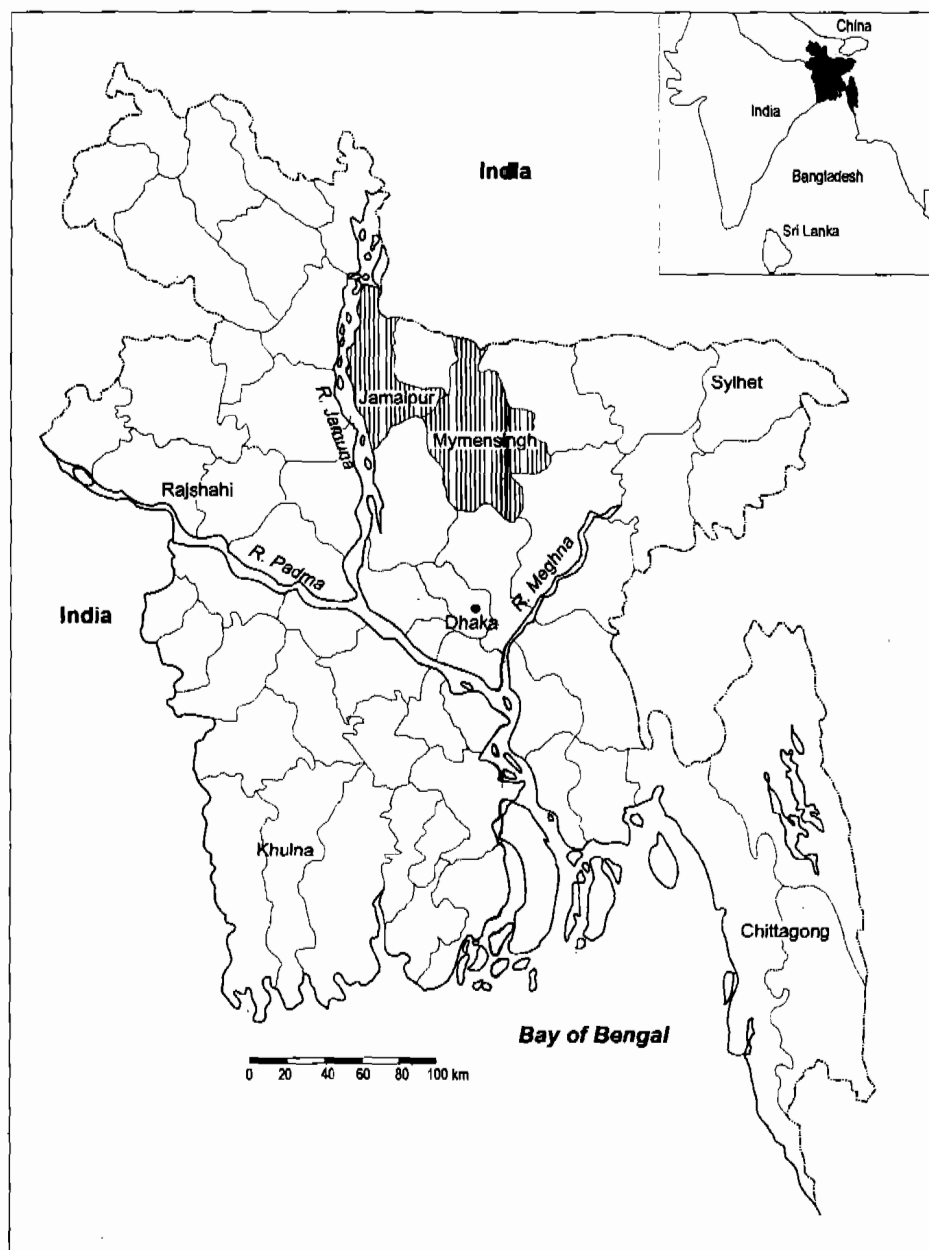 China
India
Bangladesh
Sri Lanka
India
Sylhet
Jamalpur
Mymensingh
R. Jamuna
Rajshahi
R. Padma
R. Meghna
Dhaka
India
Khulna
Chittagong
Bay of Bengal
0 20 40 60 80 100 km